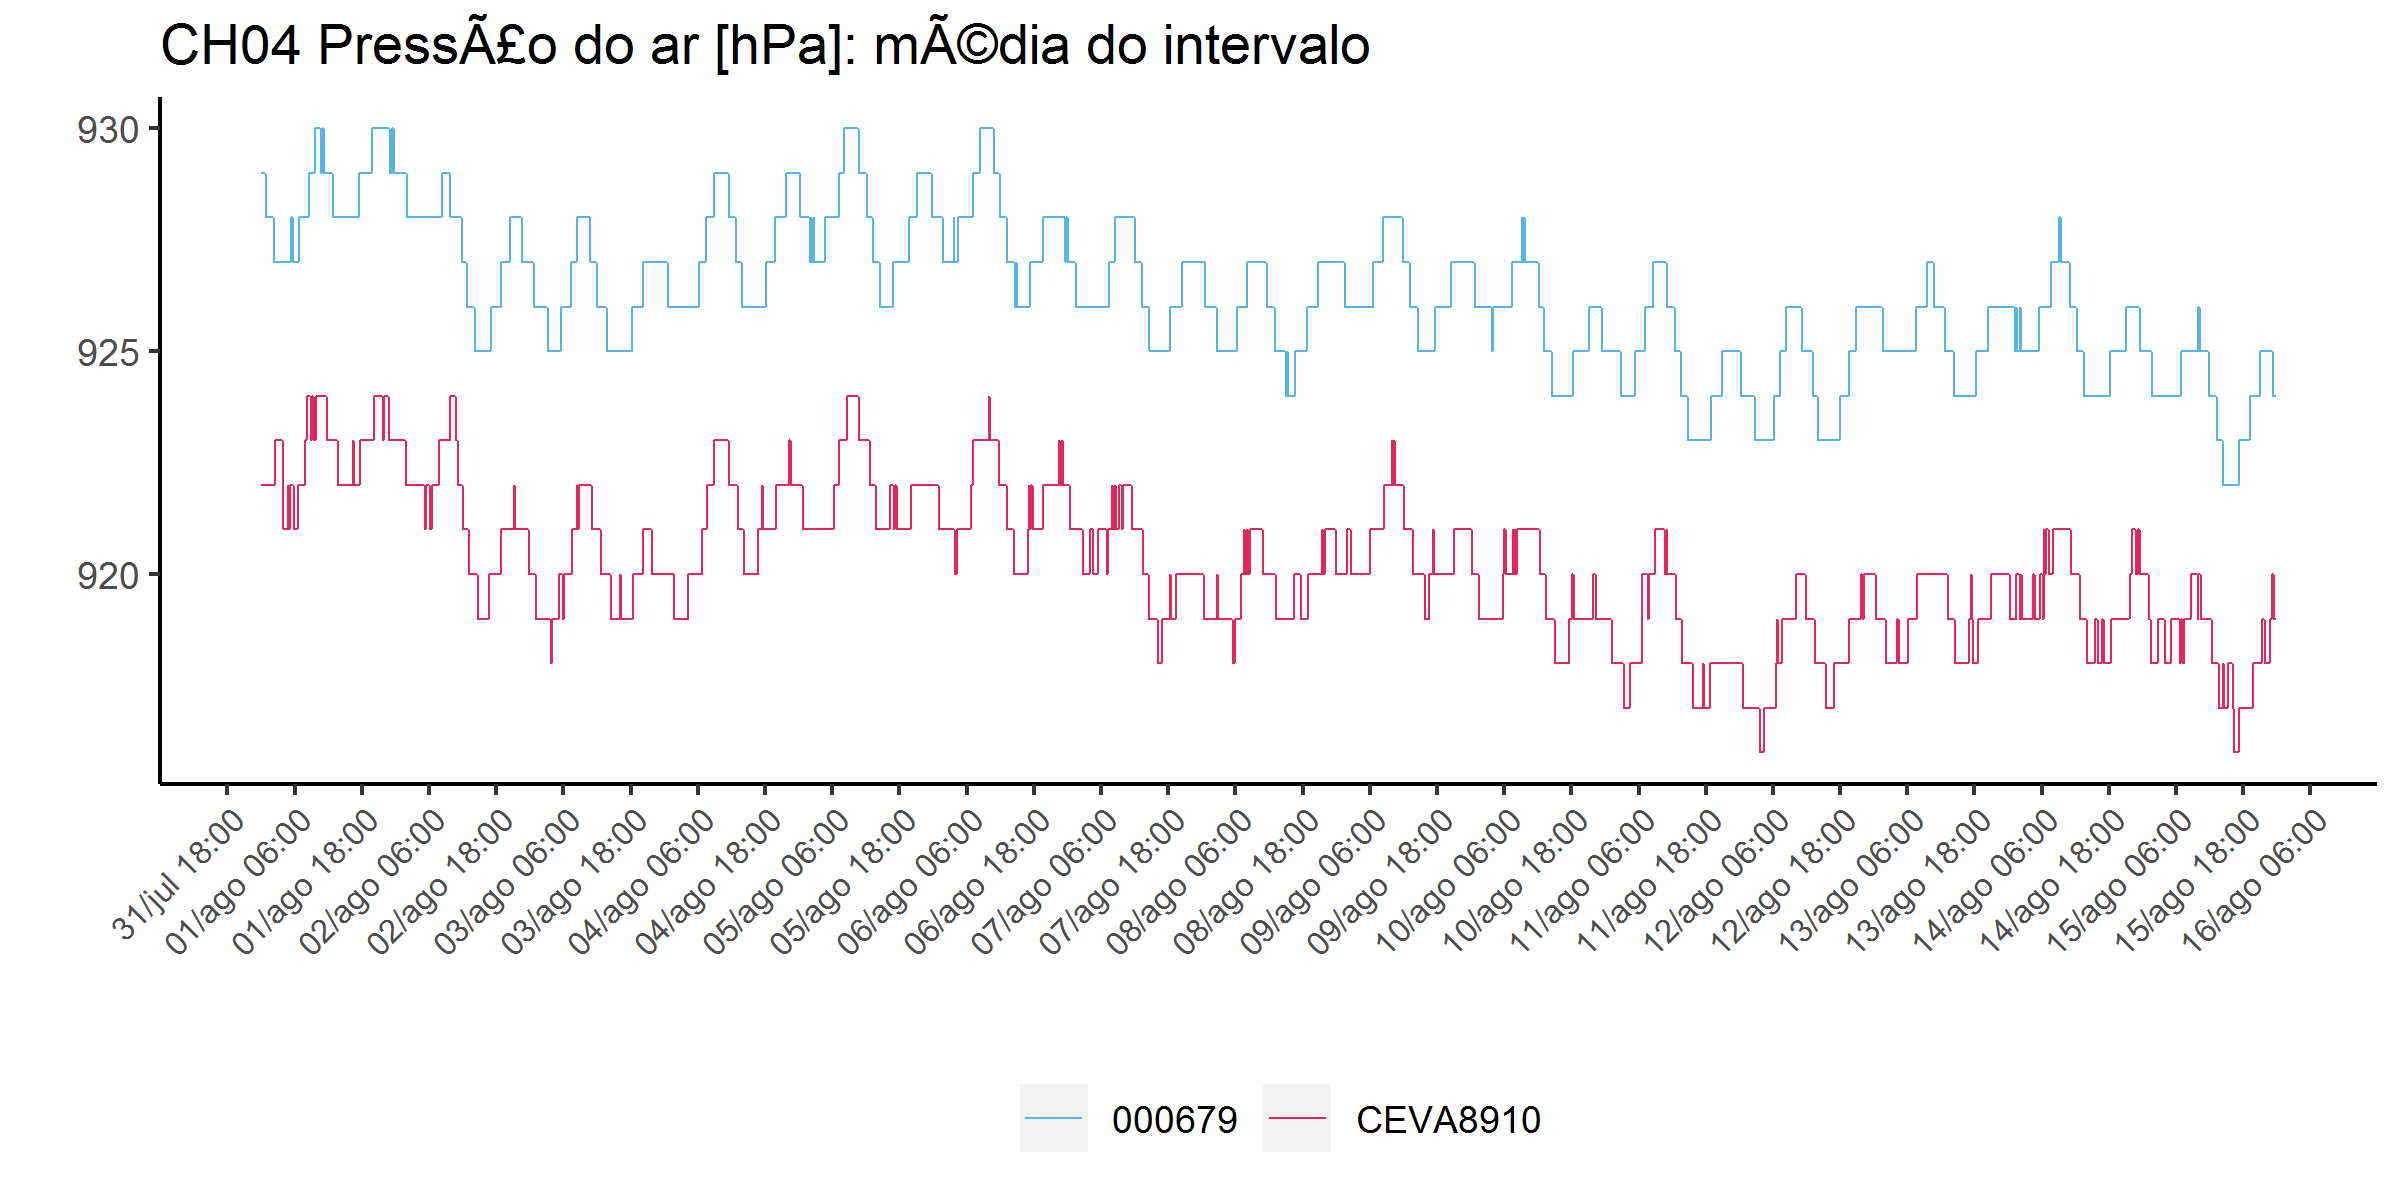 CH04 PressÃ£o do ar [hPa]: mÃ©dia do intervalo
930
925
920
31/jul 18:00
01/ago 06:00
01/ago 18:00
02/ago 06:00
02/ago 18:00
03/ago 06:00
03/ago 18:00
04/ago 06:00
04/ago 18:00
05/ago 06:00
05/ago 18:00
06/ago 06:00
06/ago 18:00
07/ago 06:00
07/ago 18:00
08/ago 06:00
08/ago 18:00
09/ago 06:00
09/ago 18:00
10/ago 06:00
10/ago 18:00
11/ago 06:00
11/ago 18:00
12/ago 06:00
12/ago 18:00
13/ago 06:00
13/ago 18:00
14/ago 06:00
14/ago 18:00
15/ago 06:00
15/ago 18:00
16/ago 06:00
000679
CEVA8910